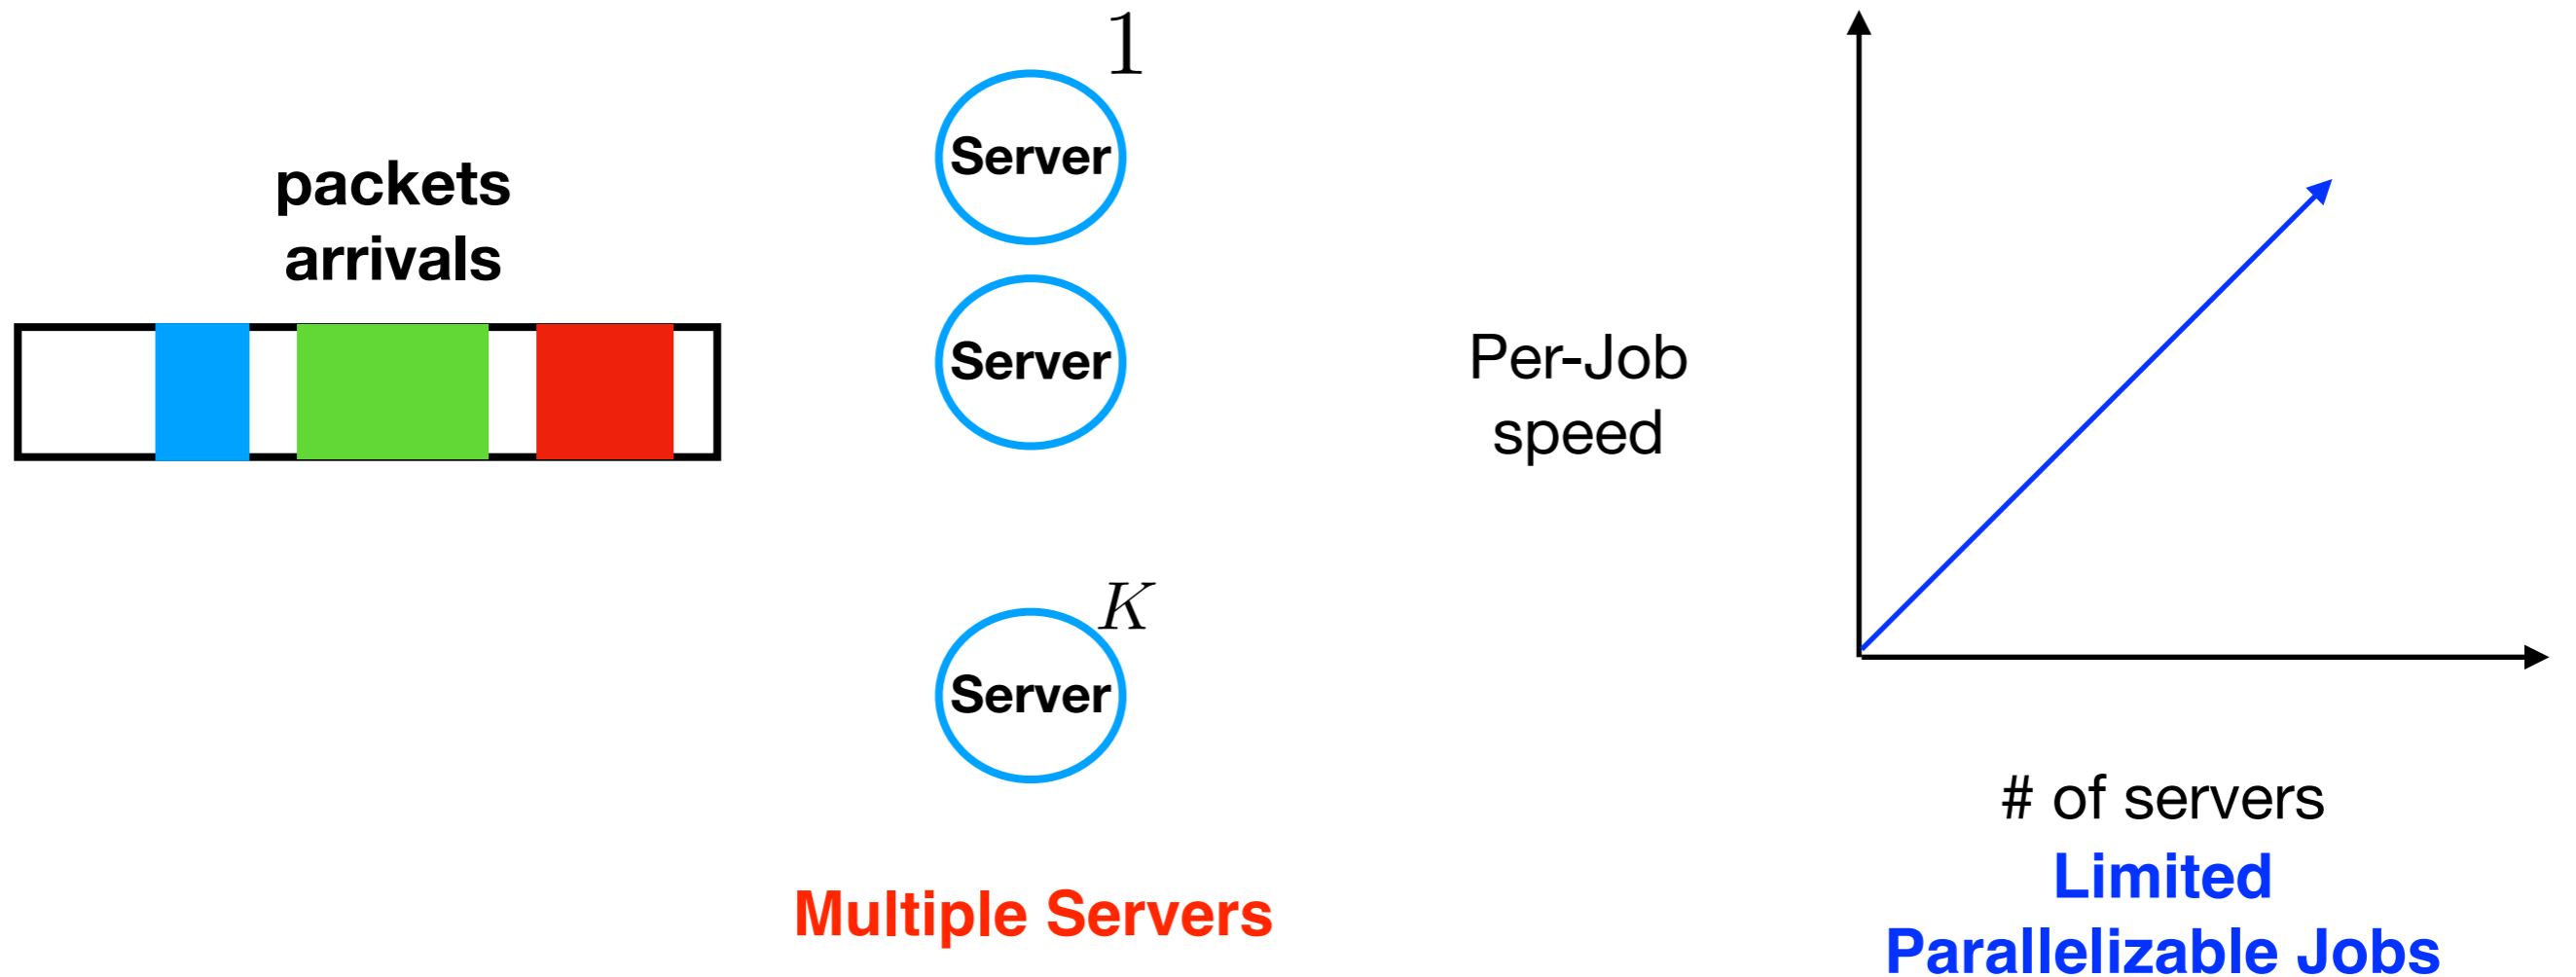 packets
arrivals
1
Server
Server
K
Server
Multiple Servers
Per-Job
speed
# of servers
Limited
Parallelizable Jobs